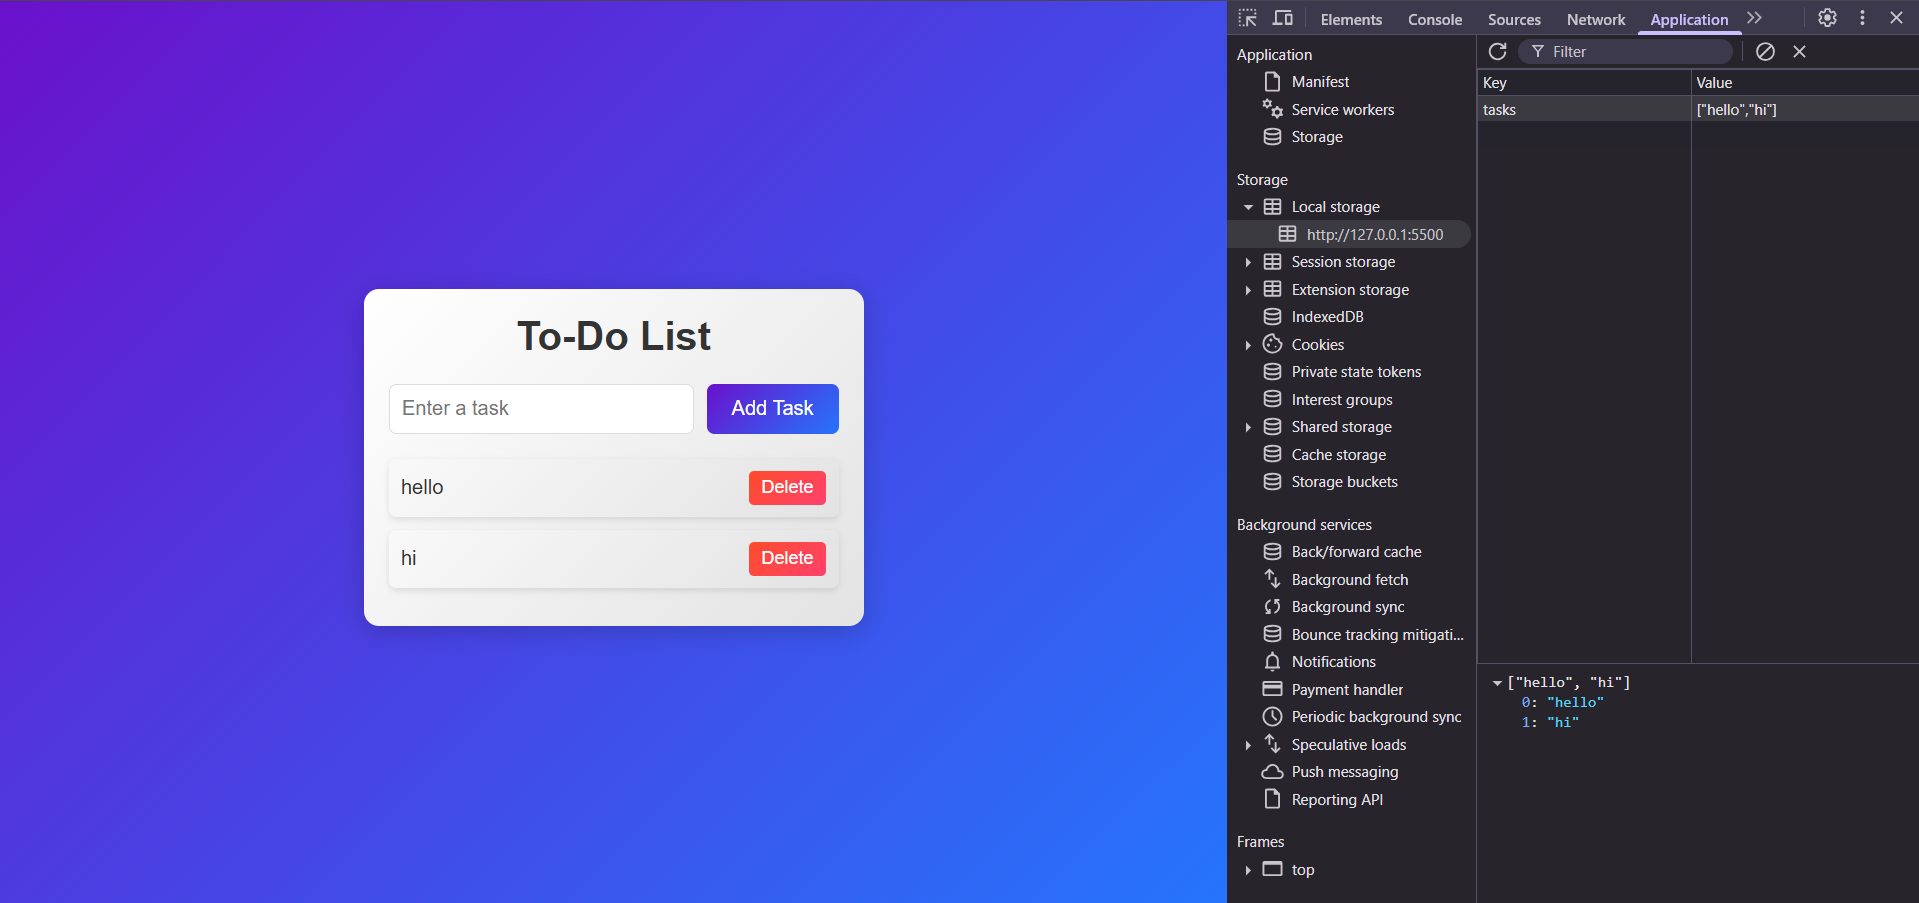 To-Do List
Enter a task
Add Task
hello
Delete
hi
Delete
Elements Console Sources Network Application
Application
Manifest
Service workers
Storage
Storage
Local storage
http://127.0.0.1:5500
Session storage
Extension storage
IndexedDB
Cookies
Private state tokens
Interest groups
Shared storage
Cache storage
Storage buckets
Background services
Back/forward cache
Background fetch
Background sync
Bounce tracking mitigati...
Notifications
Payment handler
Periodic background sync
Speculative loads
Push messaging
Reporting API
Frames
top
Filter
Key Value
tasks ["hello","hi"]
["hello", "hi"]
0: "hello"
1: "hi"